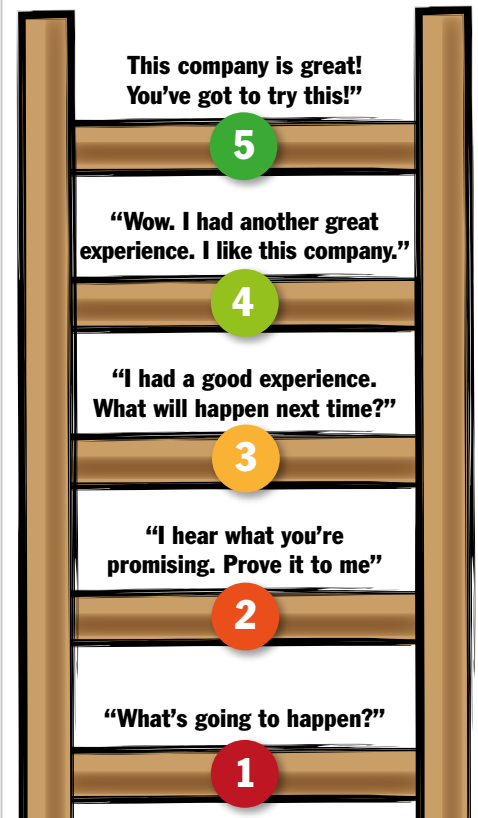 This company is great!
You’ve got to try this!”
5
“Wow. I had another great
experience. I like this company.”
4
“I had a good experience.
What will happen next time?”
3
“I hear what you’re
promising. Prove it to me”
2
“What’s going to happen?”
1